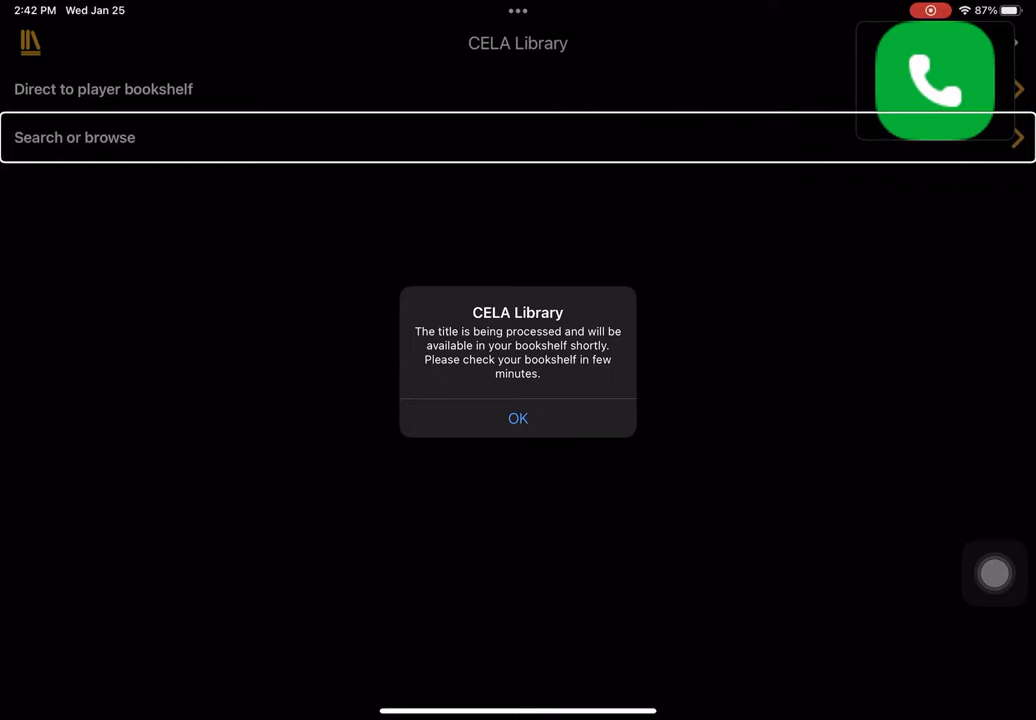 2:42 PM Wed Jan 25
87%
CELA Library
Direct to player bookshelf
Search or browse
CELA Library
The title is being processed and will be
available in your bookshelf shortly.
Please check your bookshelf in few
minutes.
OK